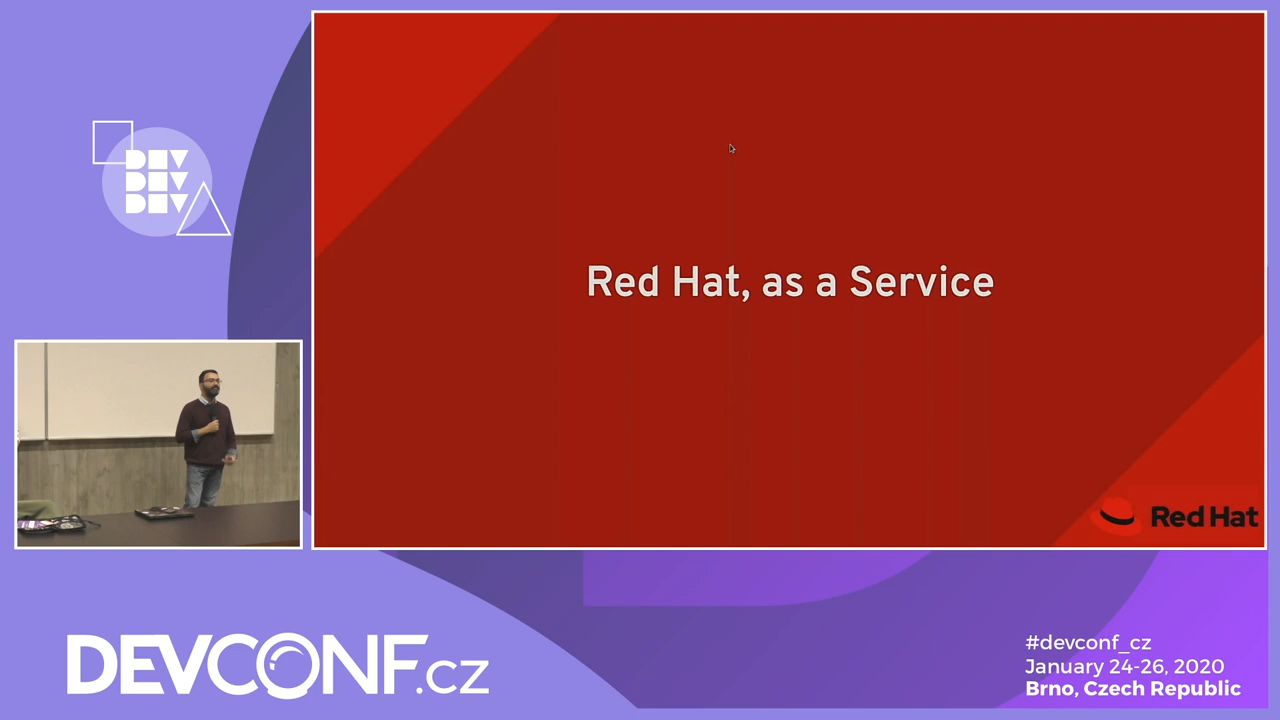 DEV
DEV
DEV
Red Hat, as a Service
Red Hat
DEVCONF.cz
#devconf_cz
January 24-26, 2020
Brno, Czech Republic